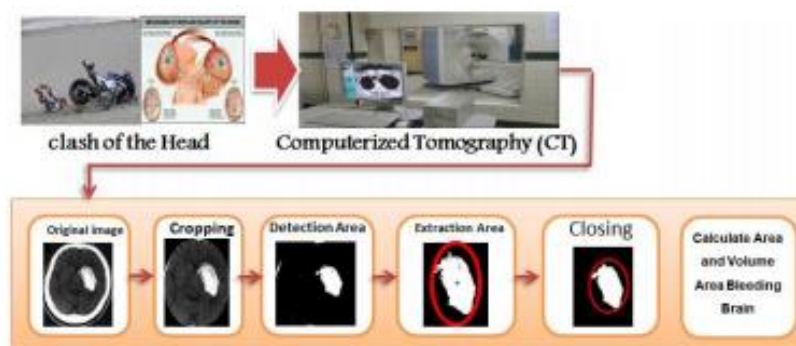 clash of the Head
Computerized Tomography (CT)
Original image
Cropping
Detection Area
Extraction Area
Closing
Calculate Area
and Volume
Area Bleeding
Brain